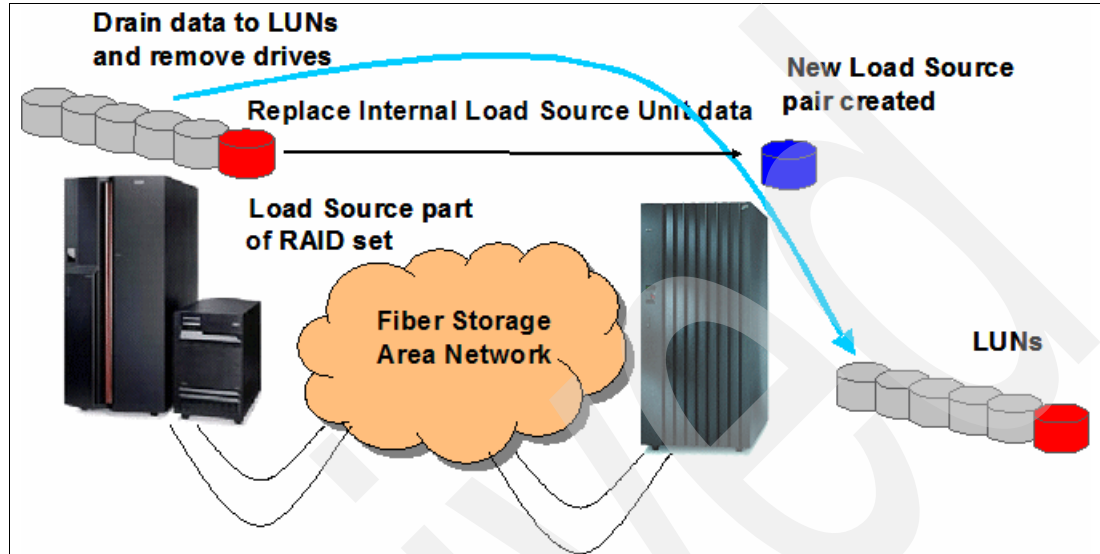 Drain data to LUNs
and remove drives
New Load Source
pair created
Replace Internal Load Source Unit data
Load Source part
of RAID set
Fiber Storage
Area Network
LUNs